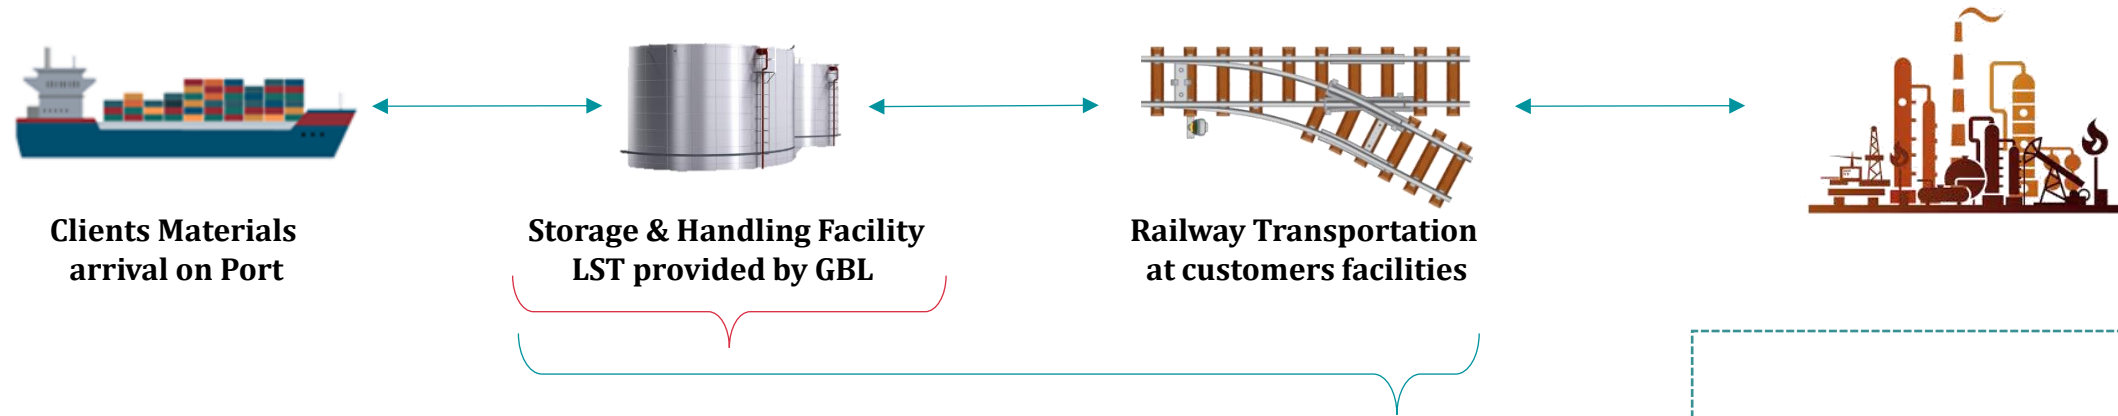 Clients Materials
arrival on Port
Storage & Handling Facility
LST provided by GBL
Railway Transportation
at customers facilities